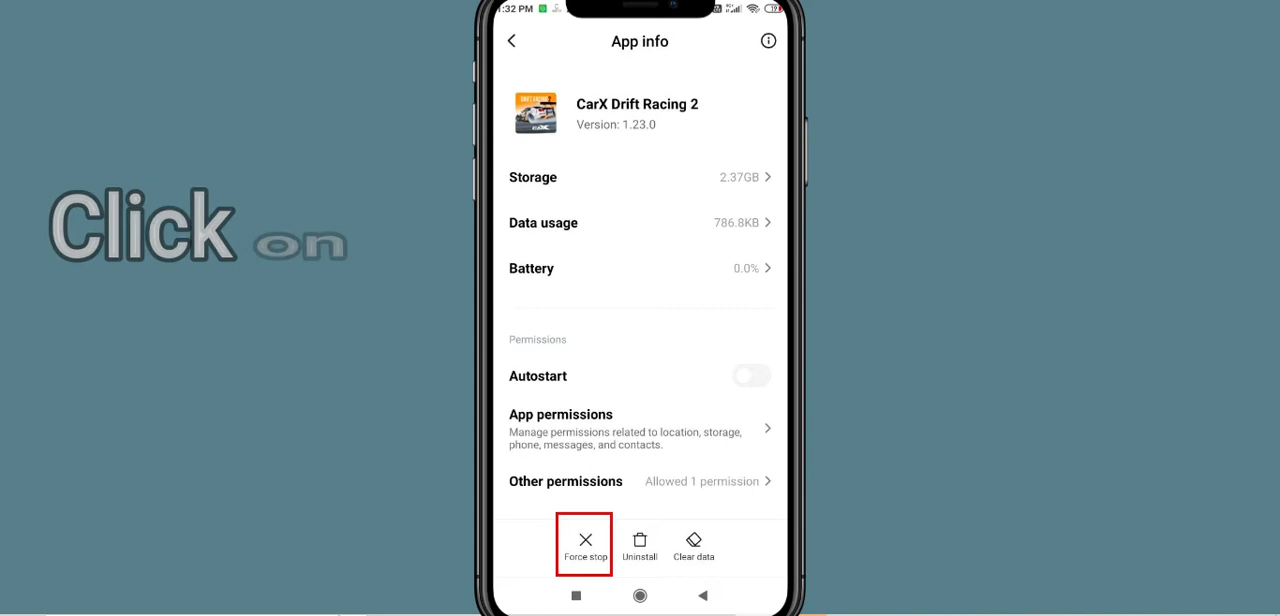 1:32 PM
19
App info
CarX Drift Racing 2
Version: 1.23.0
Storage 2.37GB
Data usage 786.8KB
Battery 0.0%
Click on
Permissions
Autostart
App permissions
Manage permissions related to location, storage,
phone, messages, and contacts.
Other permissions Allowed 1 permission
Force stop Uninstall Clear data